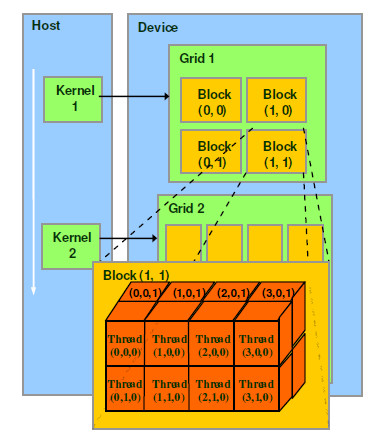 Host
Device
Grid 1
Kernel
1
Block
(0, 0)
Block
(1, 0)
Block
(0, 1)
Block
(1, 1)
Grid 2
Kernel
2
Block (1, 1)
(0,0,1) (1,0,1) (2,0,1) (3,0,1)
Thread Thread Thread Thread
(0,0,0) (1,0,0) (2,0,0) (3,0,0)
Thread Thread Thread Thread
(0,1,0) (1,1,0) (2,1,0) (3,1,0)